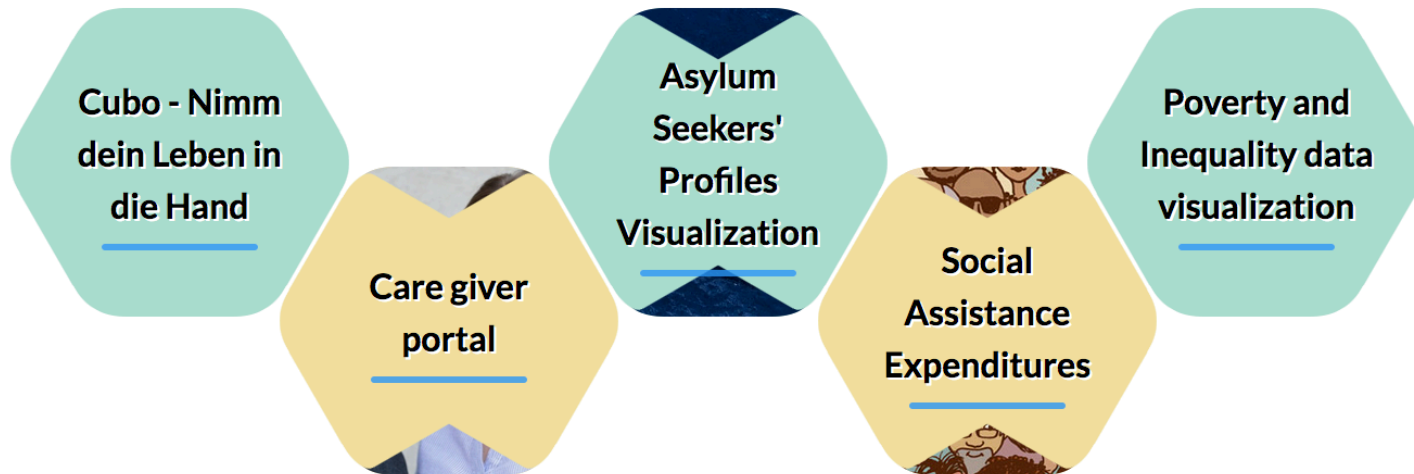 Cubo - Nimm
dein Leben in
die Hand
Care giver
portal
Asylum
Seekers'
Profiles
Visualization
Social
Assistance
Expenditures
Poverty and
Inequality data
visualization